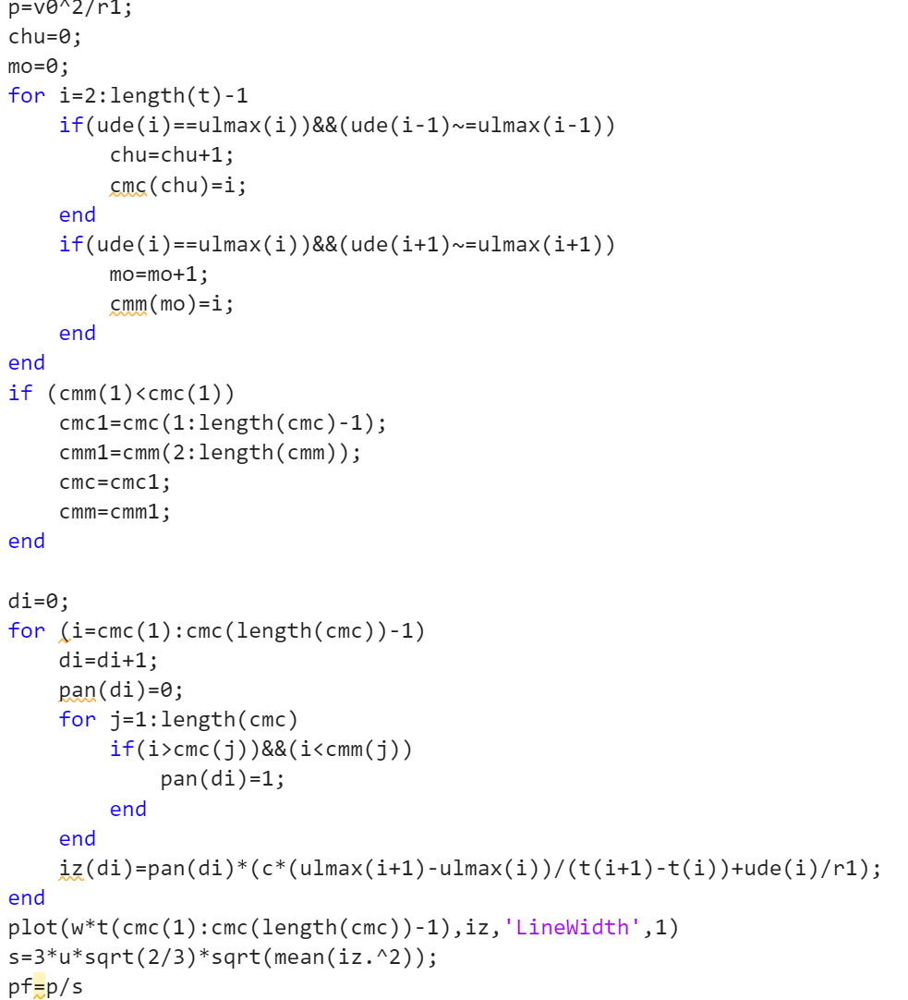 p=v0^2/r1;
chu=0;
mo=0;
for i=2:length(t)-1
    if(ude(i)==ulmax(i))&&(ude(i-1)~=ulmax(i-1))
        chu=chu+1;
        cmc(chu)=i;
    end
    if(ude(i)==ulmax(i))&&(ude(i+1)~=ulmax(i+1))
        mo=mo+1;
        cmm(mo)=i;
    end
end
if (cmm(1)<cmc(1))
    cmc1=cmc(1:length(cmc)-1);
    cmm1=cmm(2:length(cmm));
    cmc=cmc1;
    cmm=cmm1;
end

di=0;
for (i=cmc(1):cmc(length(cmc))-1)
    di=di+1;
    pan(di)=0;
    for j=1:length(cmc)
        if(i>cmc(j))&&(i<cmm(j))
            pan(di)=1;
        end
    end
    iz(di)=pan(di)*(c*(ulmax(i+1)-ulmax(i))/(t(i+1)-t(i))+ude(i)/r1);
end
plot(w*t(cmc(1):cmc(length(cmc))-1),iz,'LineWidth',1)
s=3*u*sqrt(2/3)*sqrt(mean(iz.^2));
pf=p/s